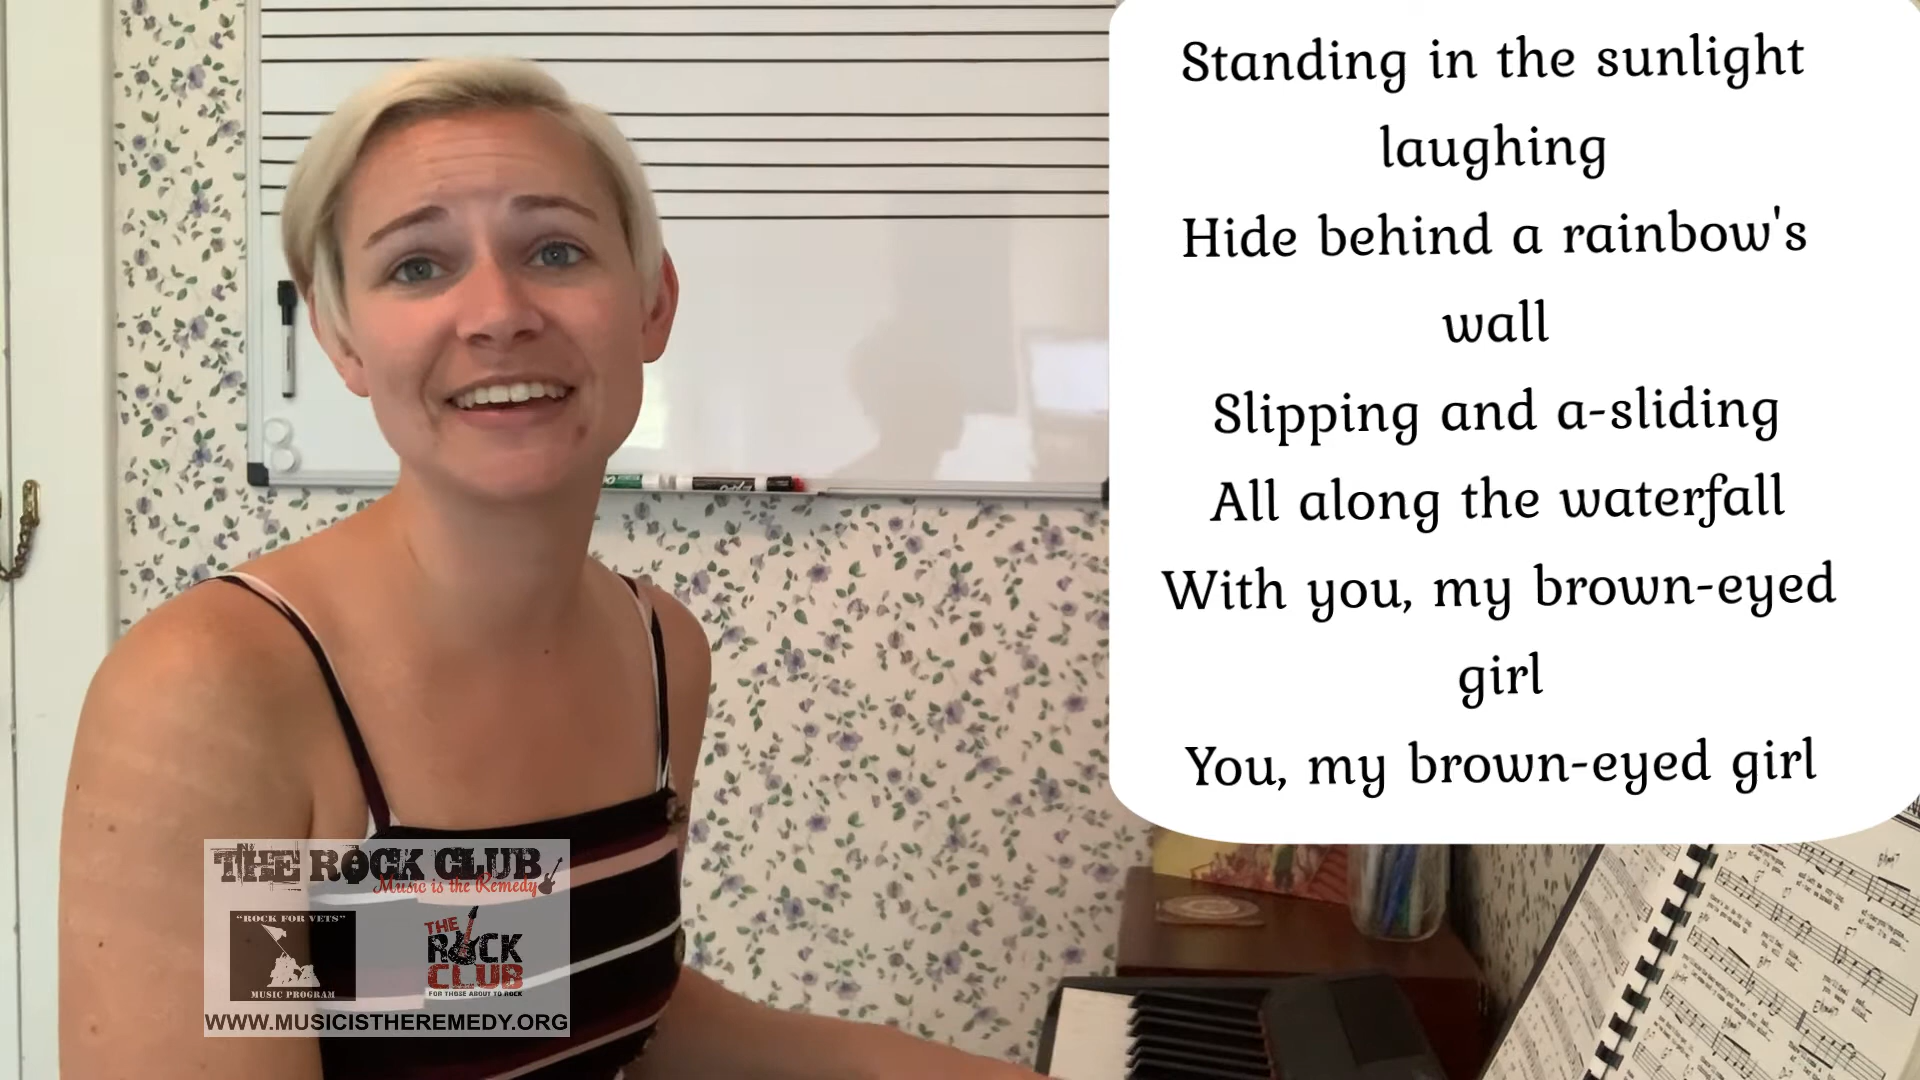 Standing in the sunlight
laughing
Hide behind a rainbow's
wall
Slipping and a-sliding
All along the waterfall
With you, my brown-eyed
girl
You, my brown-eyed girl
THE ROCK CLUB
Music is the Remedy
"ROCK FOR VETS"
MUSIC PROGRAM
THE
ROCK
CLUB
FOR THOSE ABOUT TO ROCK
WWW.MUSICISTHEREMEDY.ORG
EXPO